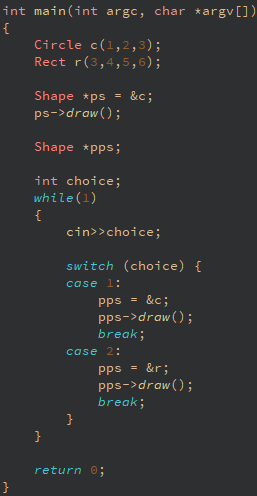 int main(int argc, char *argv[])
{
    Circle c(1,2,3);
    Rect r(3,4,5,6);

    Shape *ps = &c;
    ps->draw();

    Shape *pps;

    int choice;
    while(1)
    {
        cin>>choice;

        switch (choice) {
        case 1:
            pps = &c;
            pps->draw();
            break;
        case 2:
            pps = &r;
            pps->draw();
            break;
        }
    }

    return 0;
}